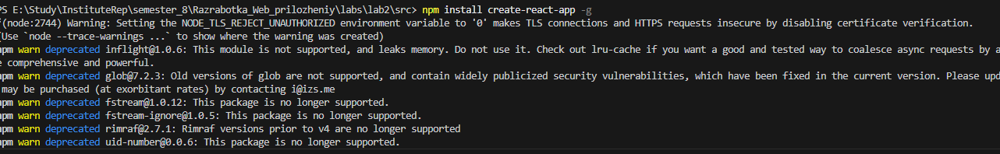 PS E:\Study\InstituteRep\semester_8\Razrabotka_Web_prilozheniy\labs\lab2\src> npm install create-react-app -g
(node:2744) Warning: Setting the NODE_TLS_REJECT_UNAUTHORIZED environment variable to '0' makes TLS connections and HTTPS requests insecure by disabling certificate verification.
(Use `node --trace-warnings ...` to show where the warning was created)
npm warn deprecated inflight@1.0.6: This module is not supported, and leaks memory. Do not use it. Check out lru-cache if you want a good and tested way to coalesce async requests by a
e comprehensive and powerful.
npm warn deprecated glob@7.2.3: Old versions of glob are not supported, and contain widely publicized security vulnerabilities, which have been fixed in the current version. Please upd
may be purchased (at exorbitant rates) by contacting i@izs.me
npm warn deprecated fstream@1.0.12: This package is no longer supported.
npm warn deprecated fstream-ignore@1.0.5: This package is no longer supported.
npm warn deprecated rimraf@2.7.1: Rimraf versions prior to v4 are no longer supported
npm warn deprecated uid-number@0.0.6: This package is no longer supported.